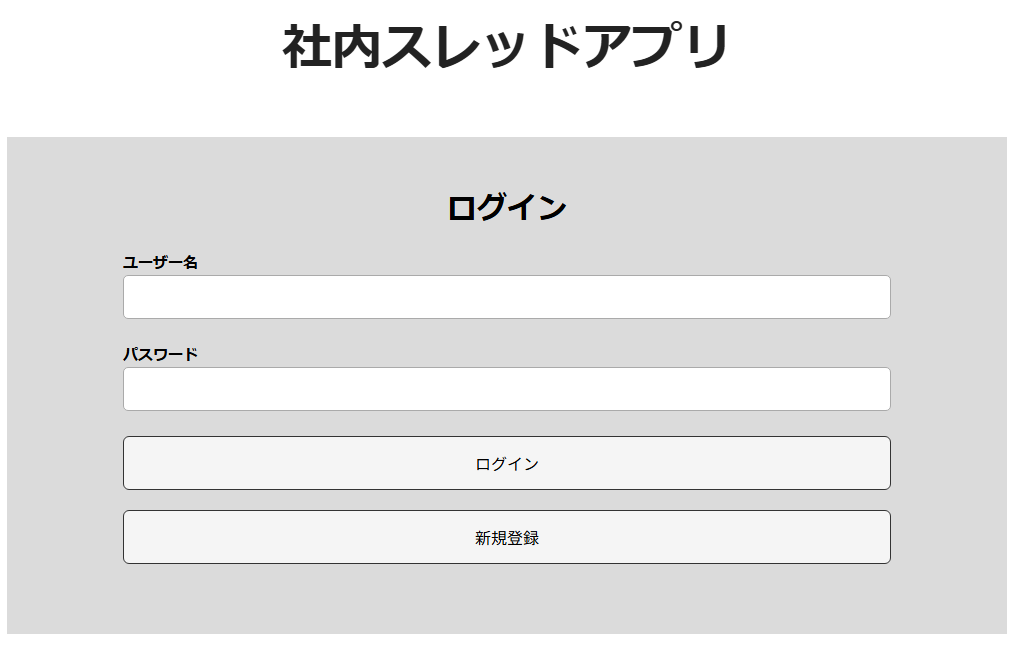 社内スレッドアプリ
ログイン
ユーザー名
パスワード
ログイン
新規登録